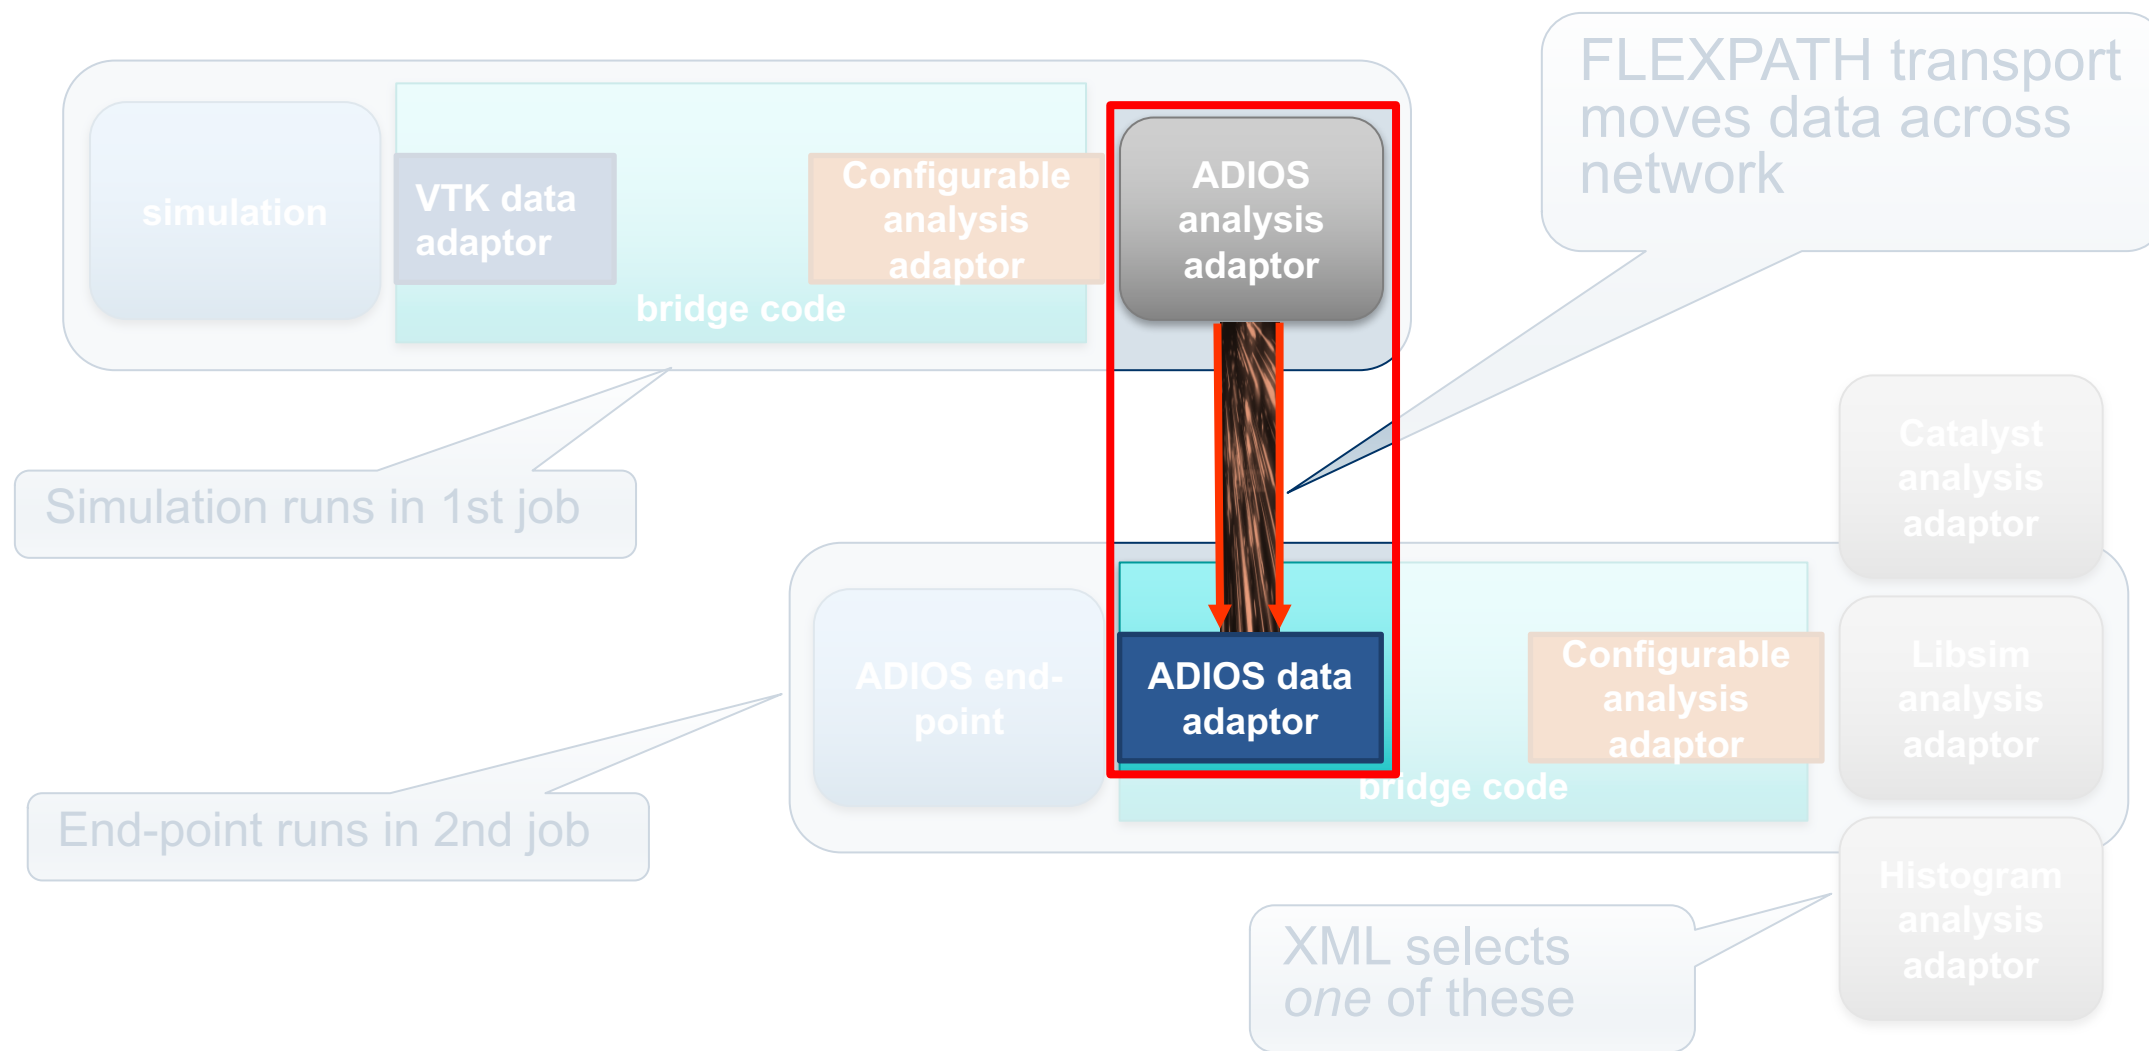 FLEXPATH transport
moves data across
network
simulation
VTK data
adaptor
Configurable
analysis
adaptor
bridge code
ADIOS
analysis
adaptor
Simulation runs in 1st job
Catalyst
analysis
adaptor
ADIOS end-
point
ADIOS data
adaptor
Configurable
analysis
adaptor
bridge code
Libsim
analysis
adaptor
End-point runs in 2nd job
Histogram
analysis
adaptor
XML selects
one of these